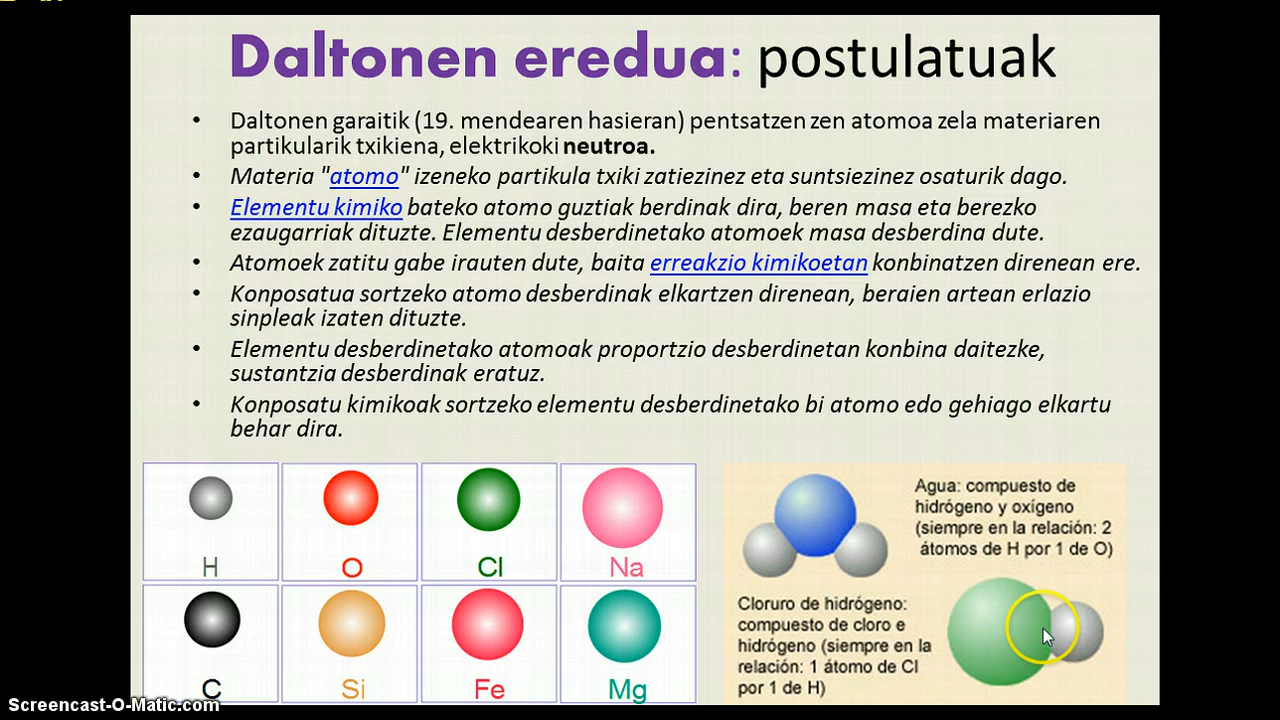 Daltonen eredua: postulatuak
• Daltonen garaitik (19. mendearen hasieran) pentsatzen zen atomoa zela materiaren
partikularik txikiena, elektrikoki neutroa.
• Materia "atomo" izeneko partikula txiki zatiezinez eta suntsiezinez osaturik dago.
• Elementu kimiko bateko atomo guztiak berdinak dira, beren masa eta berezko
ezaugarriak dituzte. Elementu desberdinetako atomoek masa desberdina dute.
• Atomoek zatitu gabe irauten dute, baita erreakzio kimikoetan konbinatzen direnean ere.
• Konposatua sortzeko atomo desberdinak elkartzen direnean, beraien artean erlazio
sinpleak izaten dituzte.
• Elementu desberdinetako atomoak proportzio desberdinetan konbina daitezke,
sustantzia desberdinak eratuz.
• Konposatu kimikoak sortzeko elementu desberdinetako bi atomo edo gehiago elkartu
behar dira.
H
O
Cl
Na
C
Si
Fe
Mg
Agua: compuesto de
hidrógeno y oxígeno
(siempre en la relación: 2
átomos de H por 1 de O)
Cloruro de hidrógeno:
compuesto de cloro e
hidrógeno (siempre en la
relación: 1 átomo de Cl
por 1 de H)
Screencast-O-Matic.com